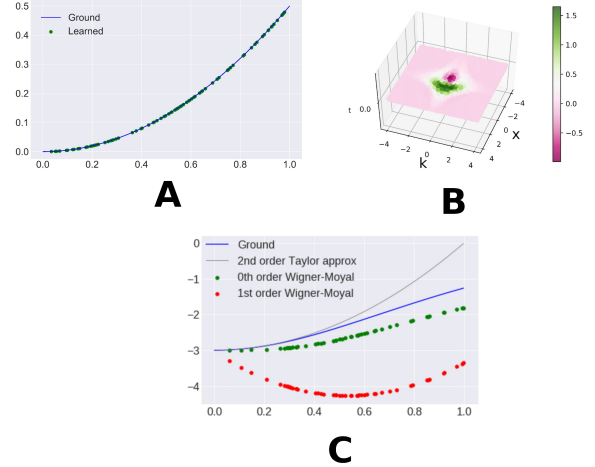 0.5
0.4
0.3
0.2
0.1
0.0
Ground
Learned
0.0 0.2 0.4 0.6 0.8 1.0
A
t 0.0
−4 −2 0 2 4
k
−4
−2
0
2
4
x
1.5
1.0
0.5
0.0
−0.5
B
0
−1
−2
−3
−4
Ground
2nd order Taylor approx
0th order Wigner-Moyal
1st order Wigner-Moyal
0.0 0.2 0.4 0.6 0.8 1.0
C